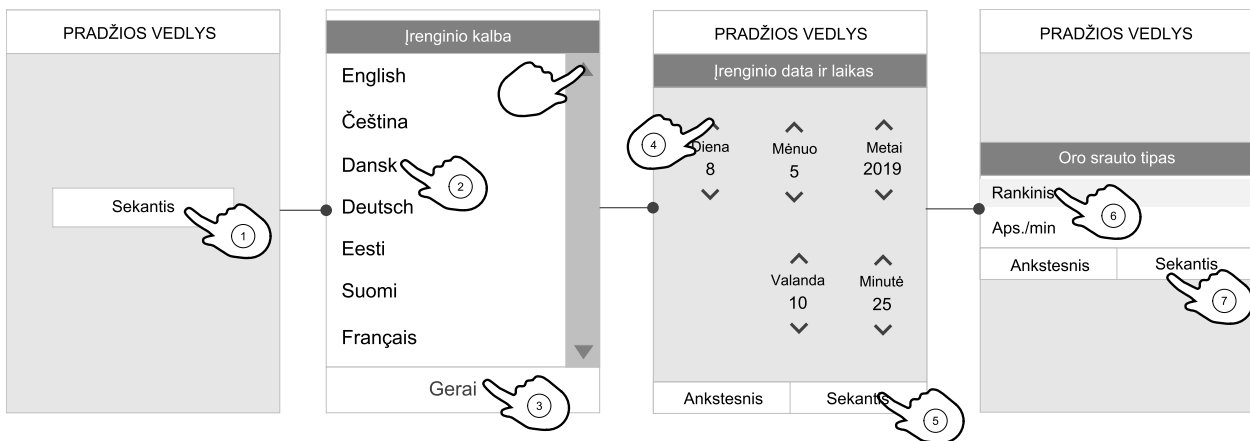 PRADŽIOS VEDLYS
Sekantis
1
Įrenginio kalba
English
Čeština
Dansk
2
Deutsch
Eesti
Suomi
Français
Gerai
3
PRADŽIOS VEDLYS
Įrenginio data ir laikas
4
Diena Mėnuo Metai
8 5 2019
Valanda Minutė
10 25
Ankstesnis Sekantis
5
PRADŽIOS VEDLYS
Oro srauto tipas
Rankinis
6
Aps./min
Ankstesnis Sekantis
7